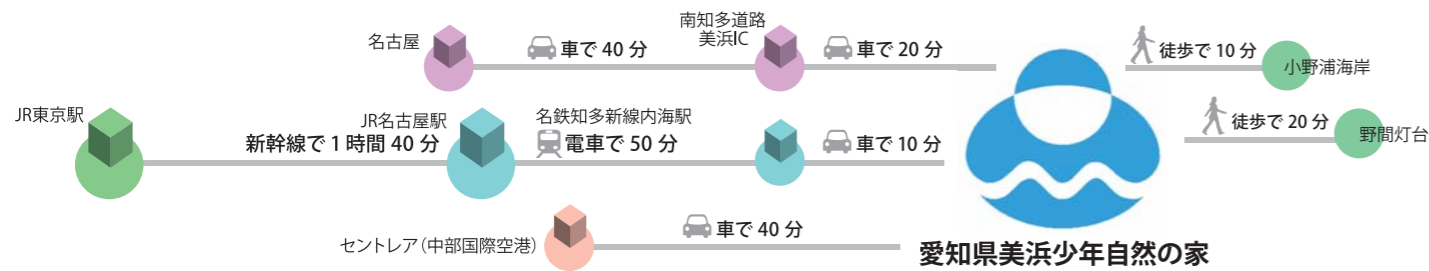 名古屋
車で 40 分
南知多道路
美浜IC
車で 20 分
徒歩で 10 分
小野浦海岸
JR東京駅
新幹線で 1 時間 40 分
JR名古屋駅
名鉄知多新線内海駅
電車で 50 分
車で 10 分
徒歩で 20 分
野間灯台
セントレア（中部国際空港）
車で 40 分
愛知県美浜少年自然の家